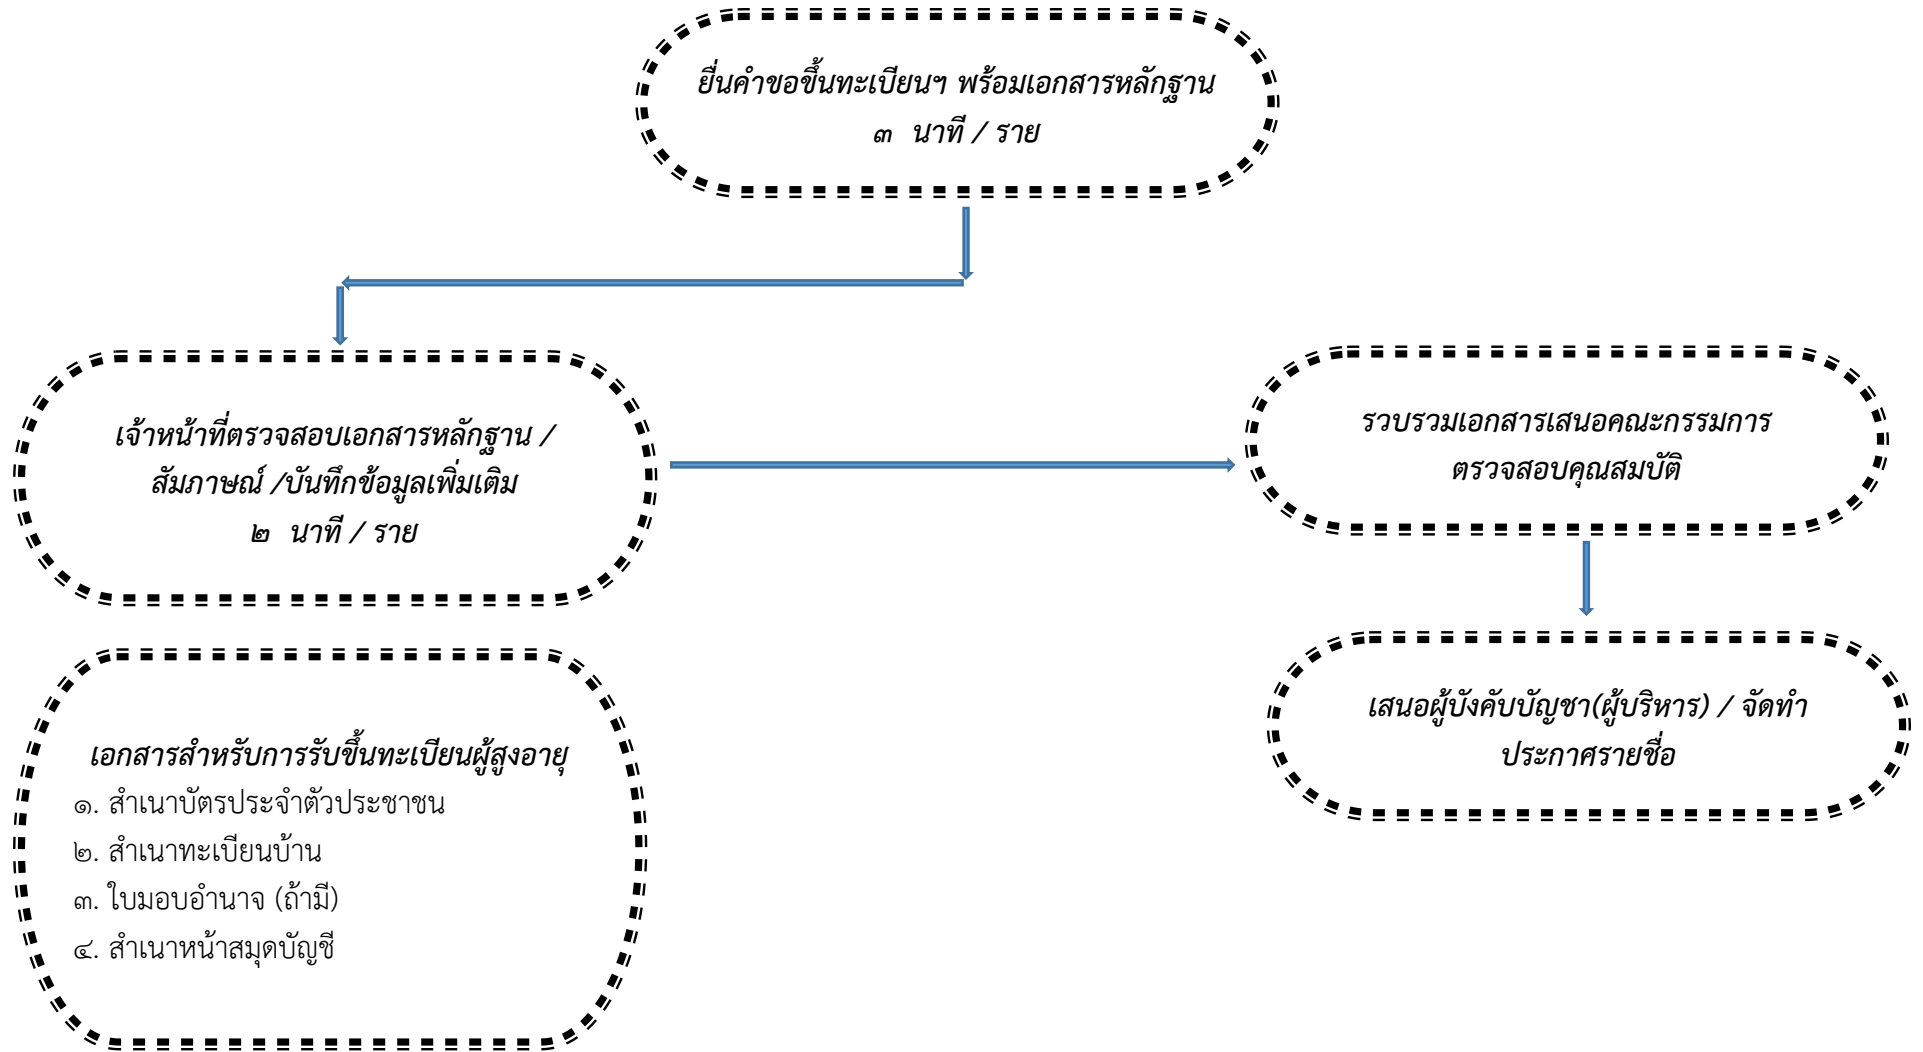 ยื่นคำขอขึ้นทะเบียนฯ พร้อมเอกสารหลักฐาน
๓ นาที / ราย
เจ้าหน้าที่ตรวจสอบเอกสารหลักฐาน /
สัมภาษณ์ /บันทึกข้อมูลเพิ่มเติม
๒ นาที / ราย
รวบรวมเอกสารเสนอคณะกรรมการ
ตรวจสอบคุณสมบัติ
เสนอผู้บังคับบัญชา(ผู้บริหาร) / จัดทำ
ประกาศรายชื่อ
เอกสารสำหรับการรับขึ้นทะเบียนผู้สูงอายุ
๑. สำเนาบัตรประจำตัวประชาชน
๒. สำเนาทะเบียนบ้าน
๓. ใบมอบอำนาจ (ถ้ามี)
๔. สำเนาหน้าสมุดบัญชี